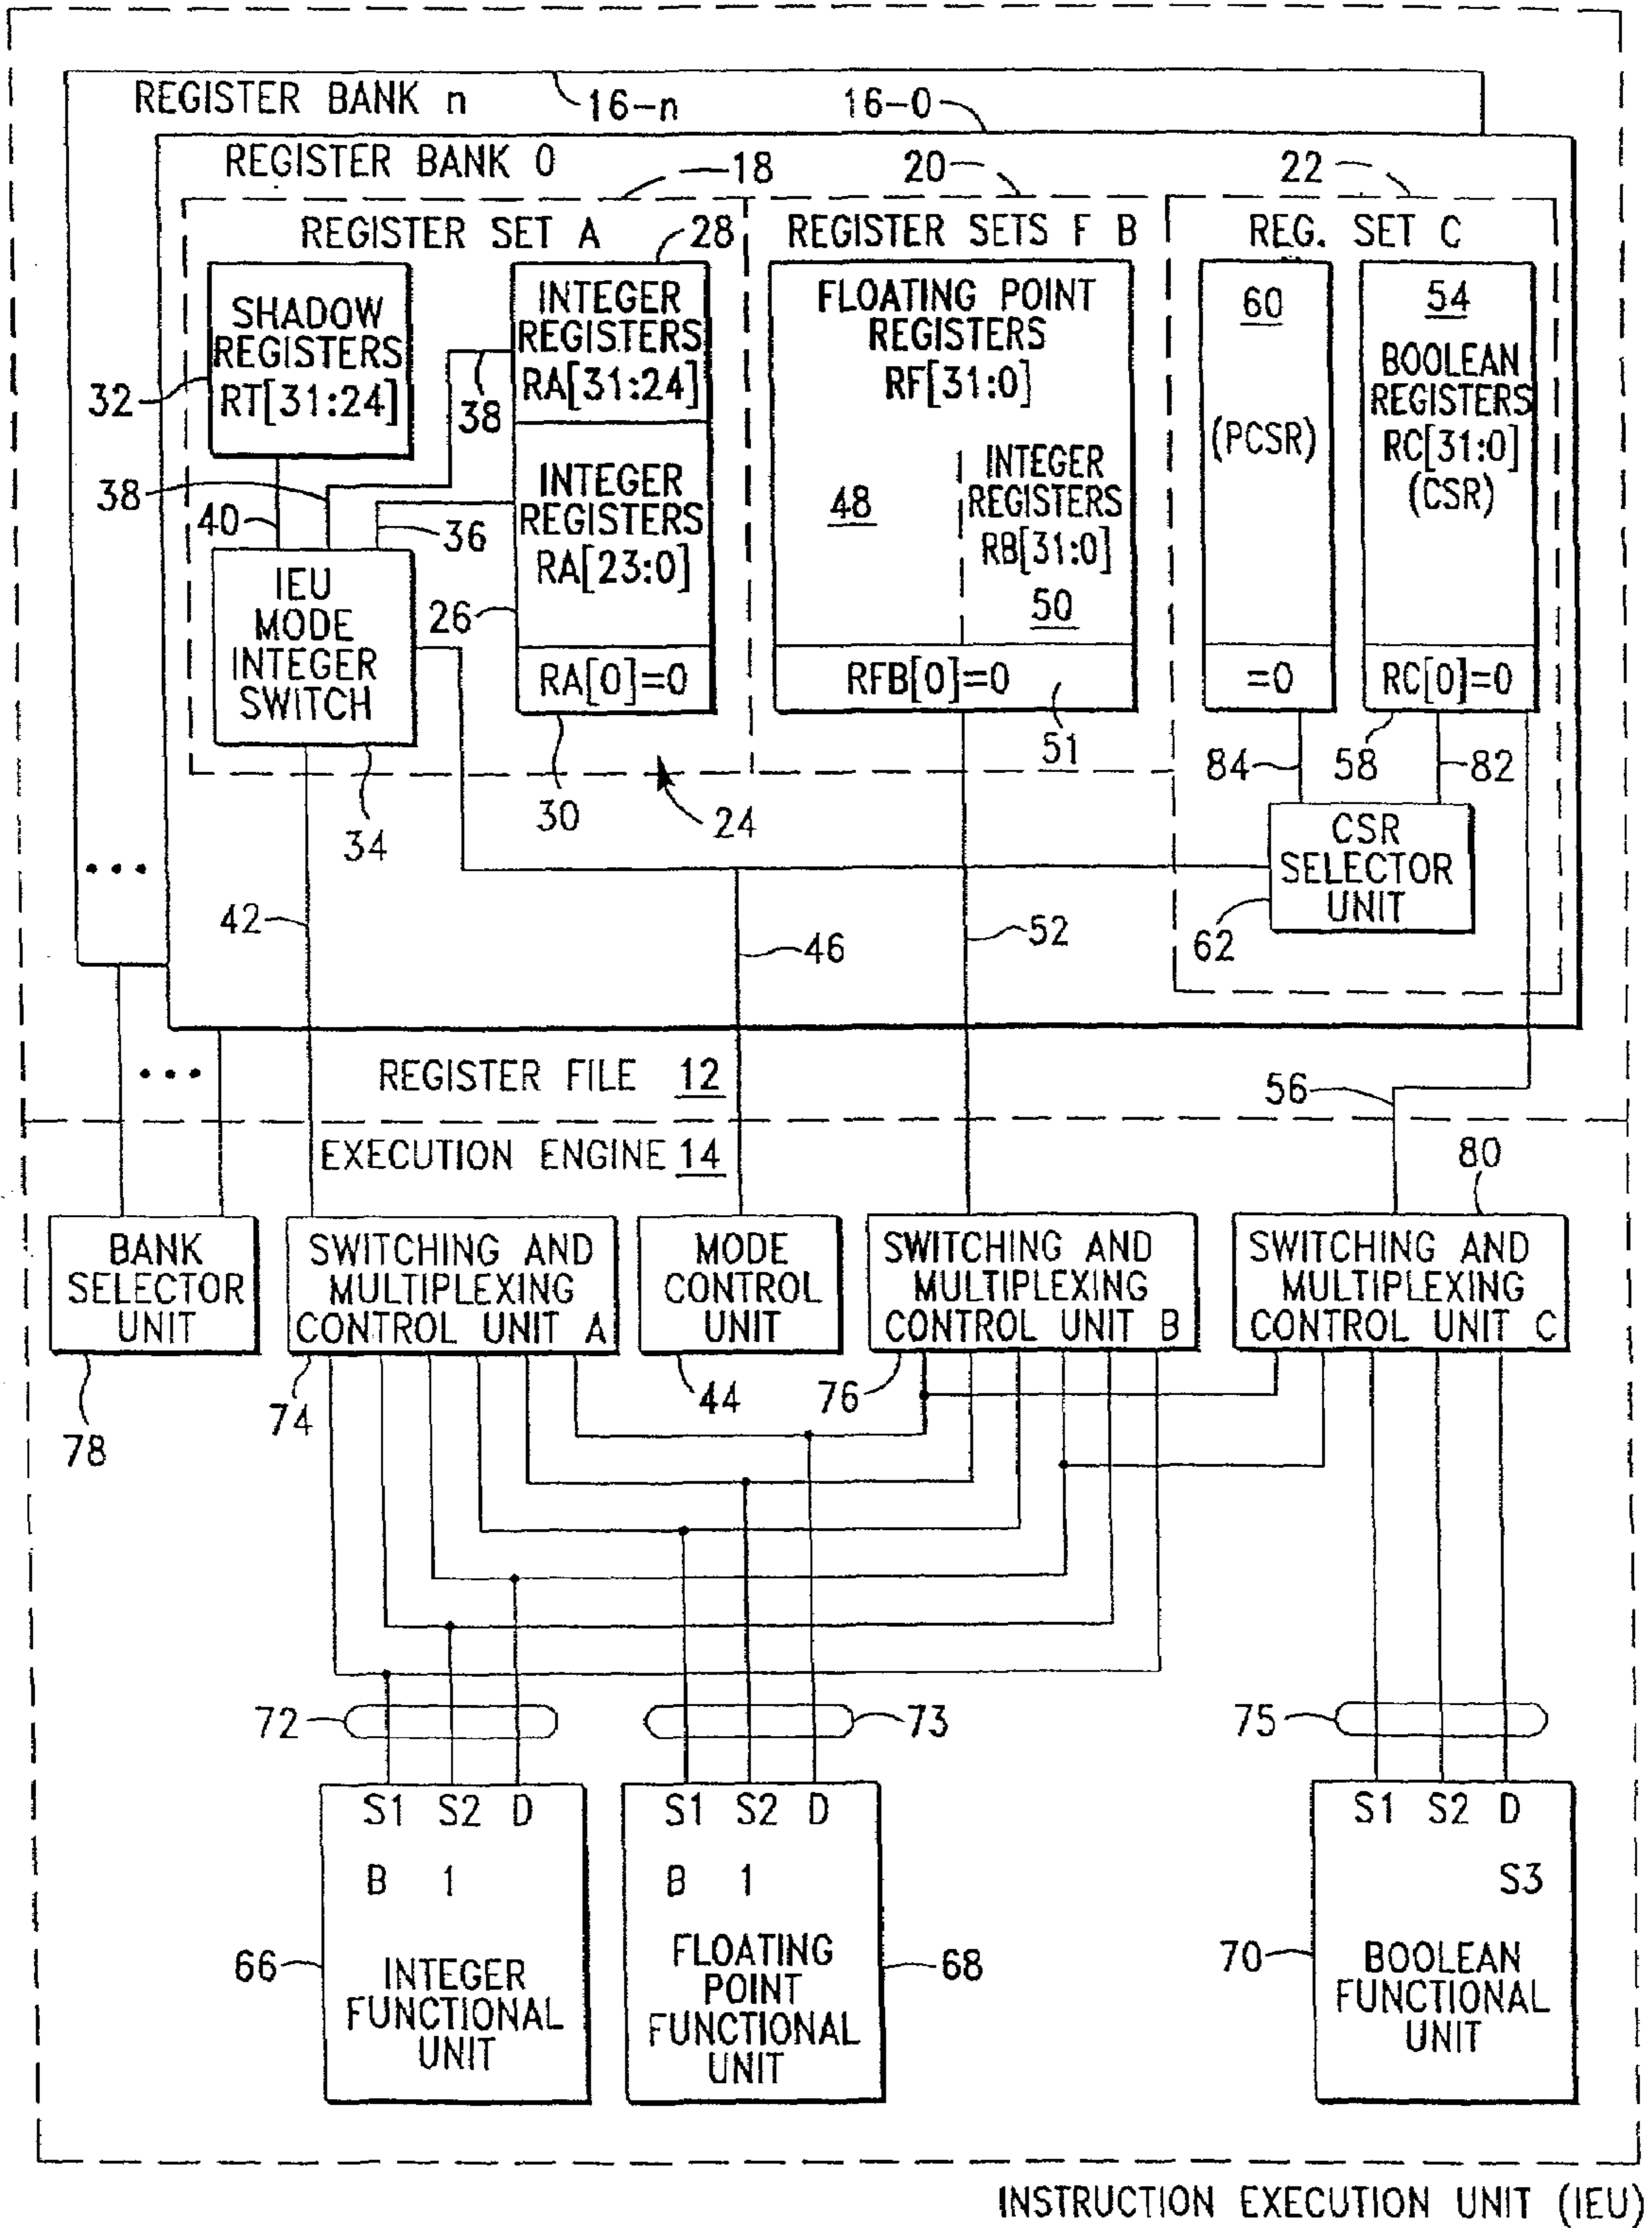 REGISTER BANK n
16-n
16-0
REGISTER BANK 0
18
20
22
REGISTER SET A
28
REGISTER SETS F B
REG. SET C
SHADOW
REGISTERS
RT[31:24]
32
INTEGER
REGISTERS
RA[31:24]
38
FLOATING POINT
REGISTERS
RF[31:0]
60
(PCSR)
54
BOOLEAN
REGISTERS
RC[31:0]
(CSR)
38
40
36
INTEGER
REGISTERS
RA[23:0]
48
INTEGER
REGISTERS
RB[31:0]
50
IEU
MODE
INTEGER
SWITCH
26
RA[0]=0
RFB[0]=0
=0
RC[0]=0
51
84
58
82
30
24
34
CSR
SELECTOR
UNIT
...
42
46
52
62
...
REGISTER FILE 12
56
EXECUTION ENGINE 14
80
BANK
SELECTOR
UNIT
SWITCHING AND
MULTIPLEXING
CONTROL UNIT A
MODE
CONTROL
UNIT
SWITCHING AND
MULTIPLEXING
CONTROL UNIT B
SWITCHING AND
MULTIPLEXING
CONTROL UNIT C
78
74
44
76
72
73
75
S1 S2 D
B 1
INTEGER
FUNCTIONAL
UNIT
66
S1 S2 D
B 1
FLOATING
POINT
FUNCTIONAL
UNIT
68
S1 S2 D
S3
BOOLEAN
FUNCTIONAL
UNIT
70
INSTRUCTION EXECUTION UNIT (IEU)